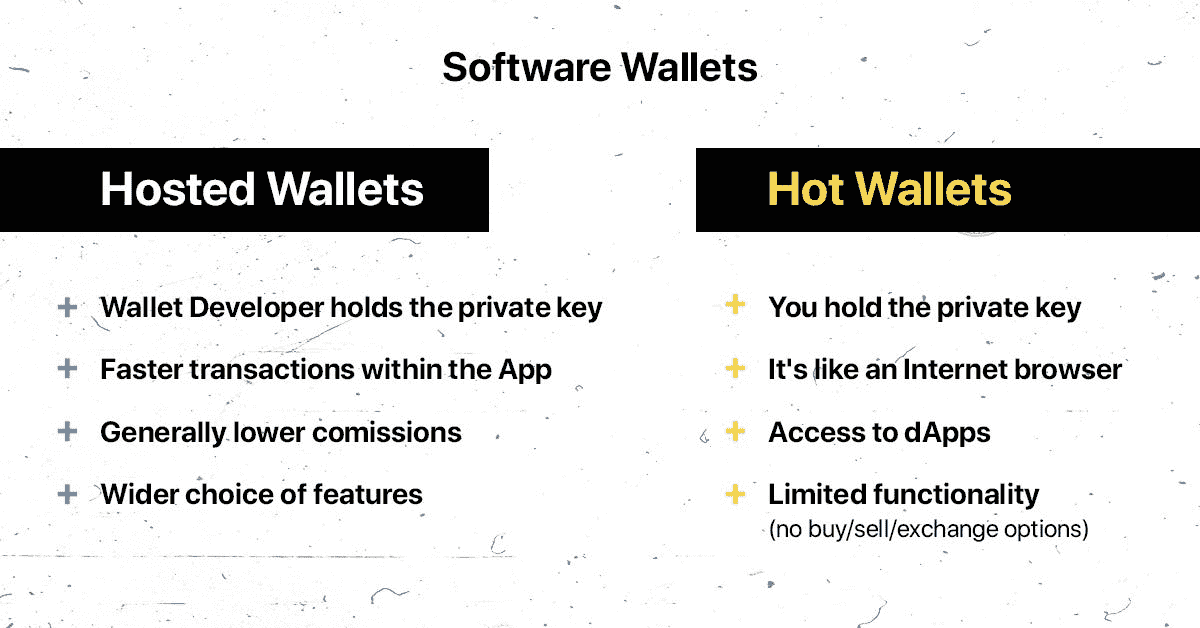 Software Wallets
Hosted Wallets
Wallet Developer holds the private key
Faster transactions within the App
Generally lower comissions
Wider choice of features
Hot Wallets
You hold the private key
It's like an Internet browser
Access to dApps
Limited functionality
(no buy/sell/exchange options)